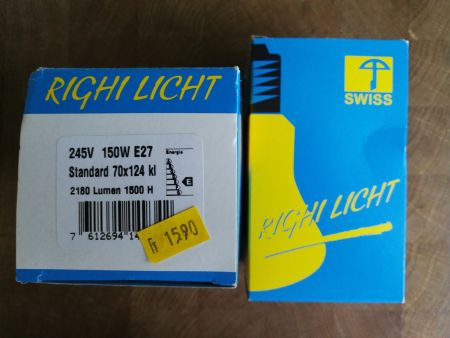 RIGHI LICHT
245V 150W E27
Standard 70x124 kl
2180 Lumen 1500 H
Energie
E
7 612694 14
Fr 15.90
SWISS
RIGHI LICHT